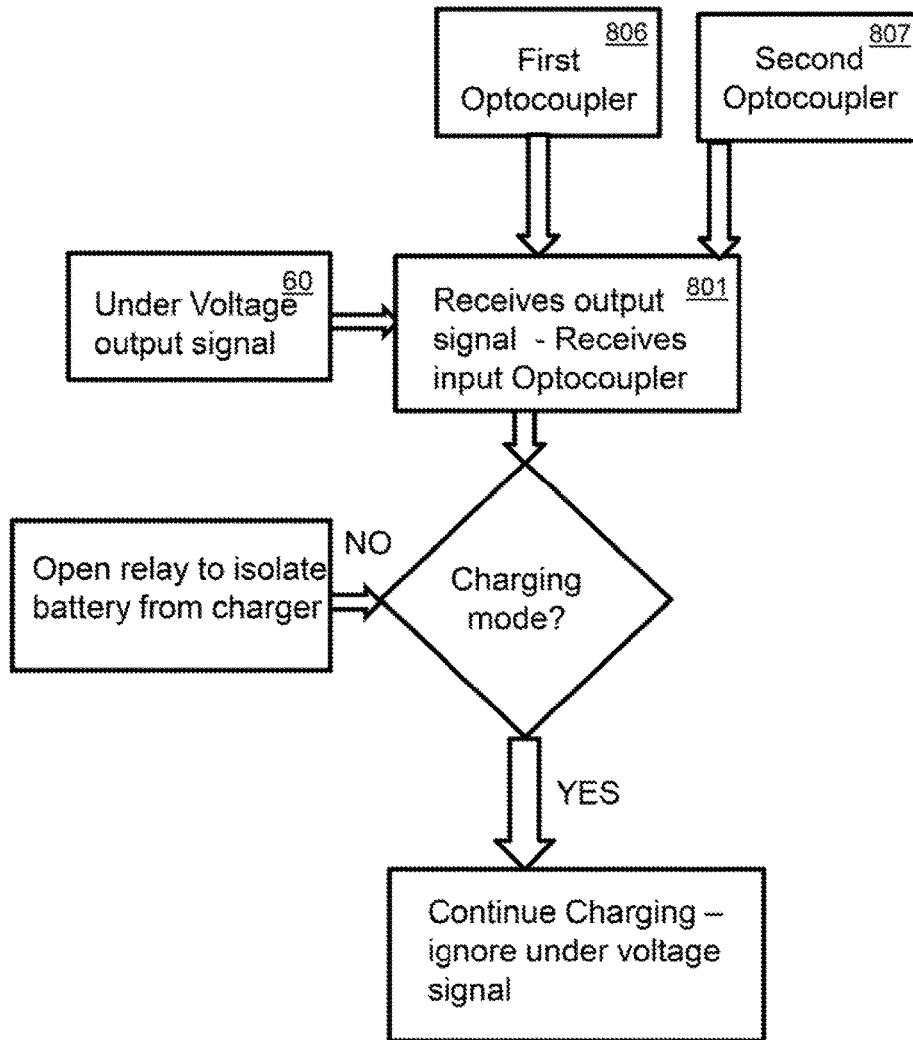 806
First
Optocoupler
807
Second
Optocoupler
60
Under Voltage
output signal
801
Receives output
signal - Receives
input Optocoupler
NO
Open relay to isolate
battery from charger
Charging
mode?
YES
Continue Charging –
ignore under voltage
signal